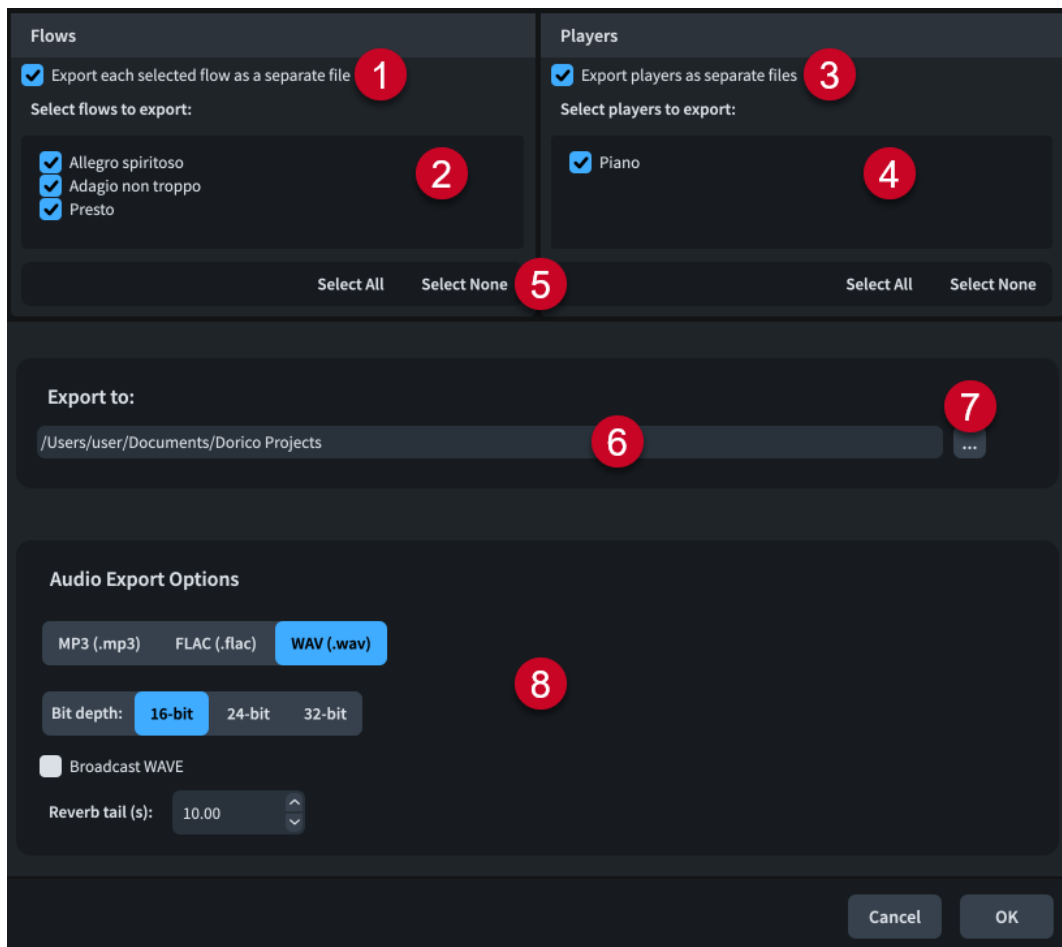 Flows
Export each selected flow as a separate file 1
Select flows to export:
Allegro spiritoso
Adagio non troppo
Presto
2
Select All Select None 5
Players
Export players as separate files 3
Select players to export:
Piano 4
Select All Select None
Export to:
7
/Users/user/Documents/Dorico Projects 6 ...
Audio Export Options
MP3 (.mp3) FLAC (.flac) WAV (.wav)
8
Bit depth: 16-bit 24-bit 32-bit
Broadcast WAVE
Reverb tail (s): 10.00
Cancel OK